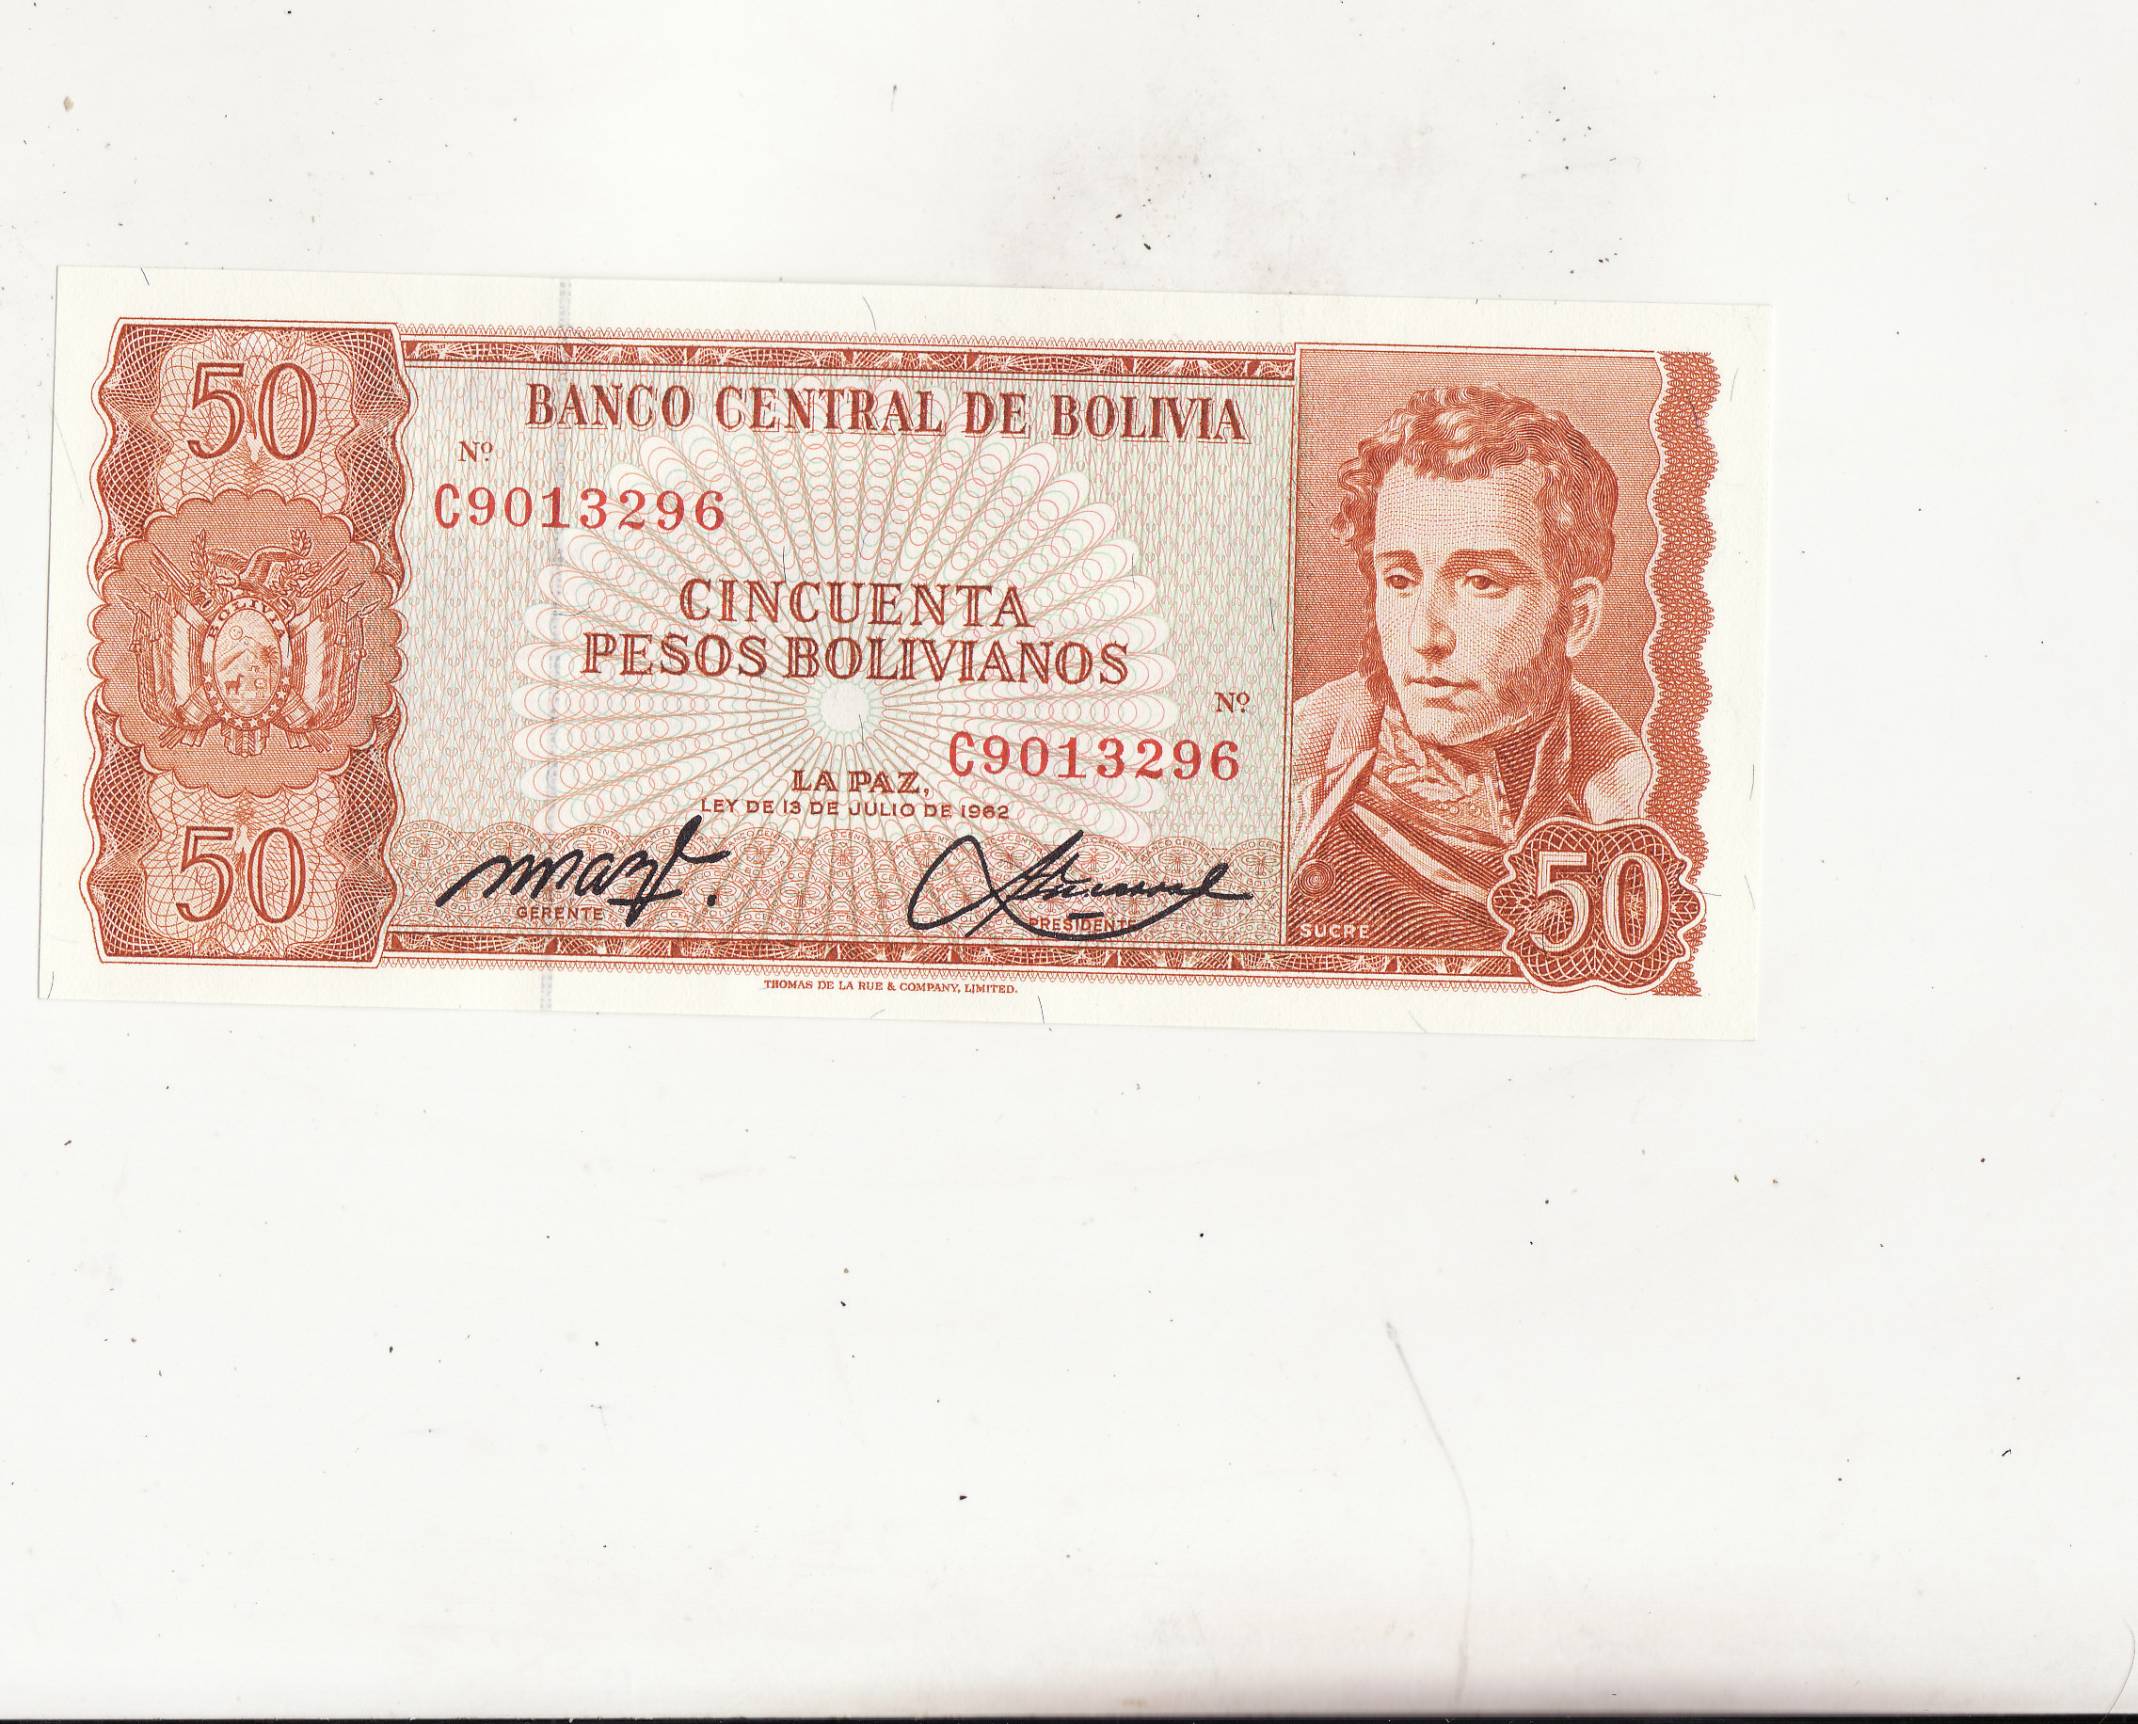 50
BANCO CENTRAL DE BOLIVIA
Nº
C9013296
BOLIVIA
CINCUENTA
PESOS BOLIVIANOS
Nº
C9013296
LA PAZ,
LEY DE 13 DE JULIO DE 1962
50
GERENTE
PRESIDENTE
SUCRE
50
THOMAS DE LA RUE & COMPANY, LIMITED.